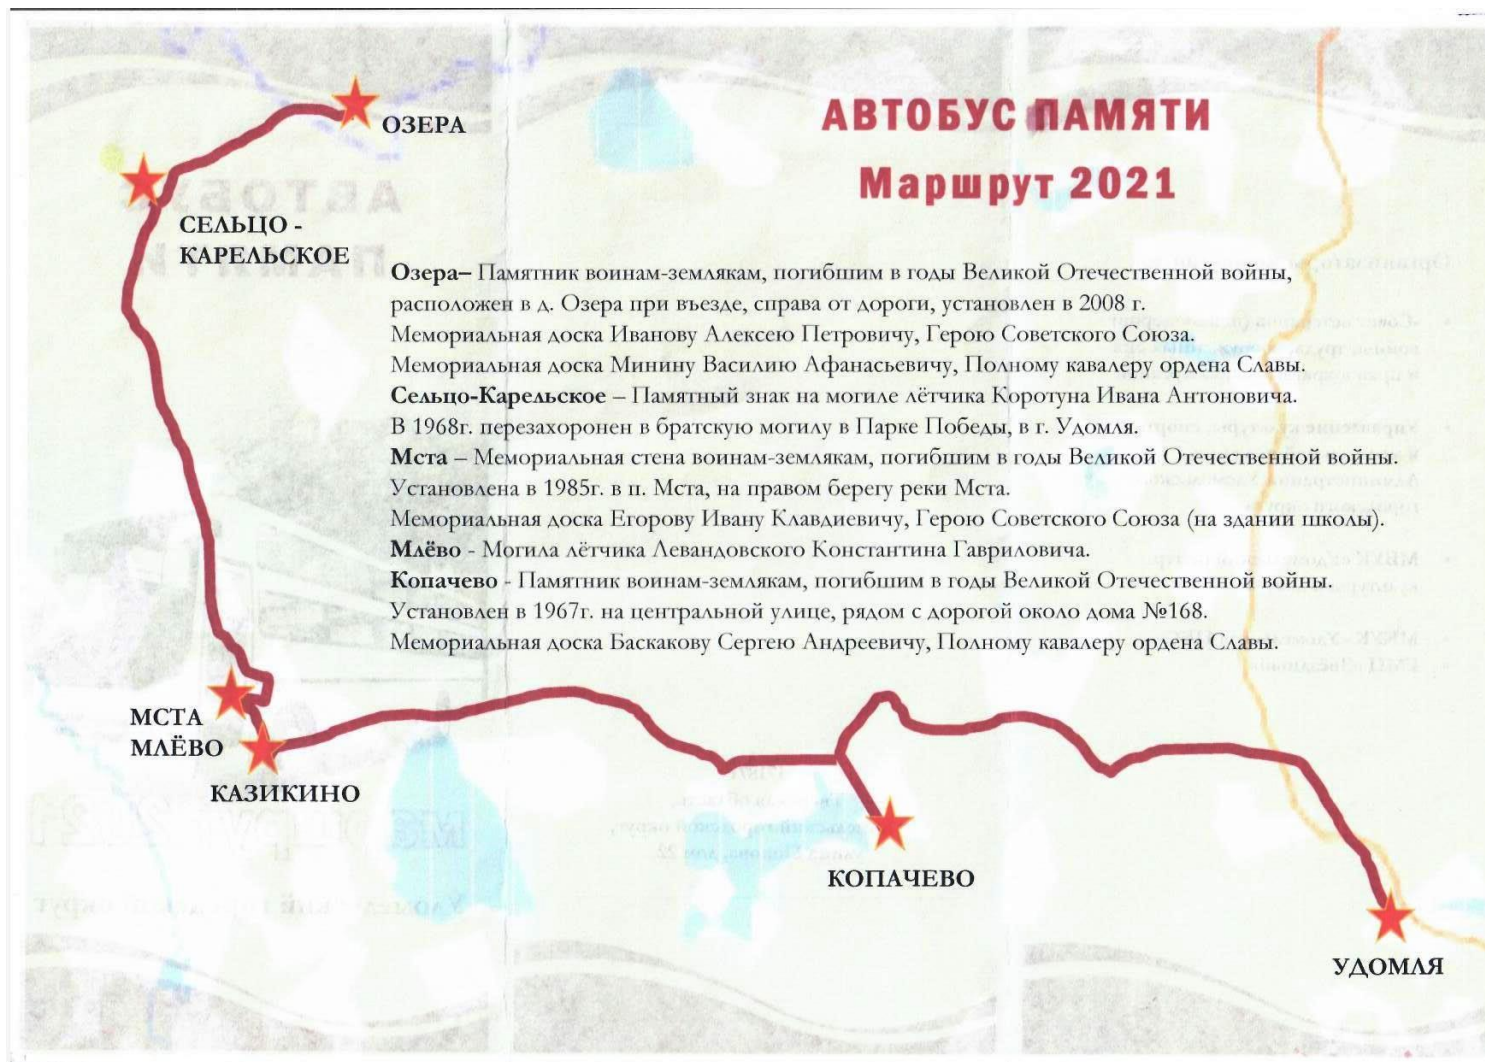 ОЗЕРА
АВТОБУС ПАМЯТИ
Маршрут 2021
СЕЛЬЦО -
КАРЕЛЬСКОЕ
Озера– Памятник воинам-землякам, погибшим в годы Великой Отечественной войны,
расположен в д. Озера при въезде, справа от дороги, установлен в 2008 г.
Мемориальная доска Иванову Алексею Петровичу, Герою Советского Союза.
Мемориальная доска Минину Василию Афанасьевичу, Полному кавалеру ордена Славы.
Сельцо-Карельское – Памятный знак на могиле лётчика Коротуна Ивана Антоновича.
В 1968г. перезахоронен в братскую могилу в Парке Победы, в г. Удомля.
Мста – Мемориальная стена воинам-землякам, погибшим в годы Великой Отечественной войны.
Установлена в 1985г. в п. Мста, на правом берегу реки Мста.
Мемориальная доска Егорову Ивану Клавдиевичу, Герою Советского Союза (на здании школы).
Млёво - Могила лётчика Левандовского Константина Гавриловича.
Копачево - Памятник воинам-землякам, погибшим в годы Великой Отечественной войны.
Установлен в 1967г. на центральной улице, рядом с дорогой около дома №168.
Мемориальная доска Баскакову Сергею Андреевичу, Полному кавалеру ордена Славы.
МСТА
МЛЁВО
КАЗИКИНО
КОПАЧЕВО
УДОМЛЯ